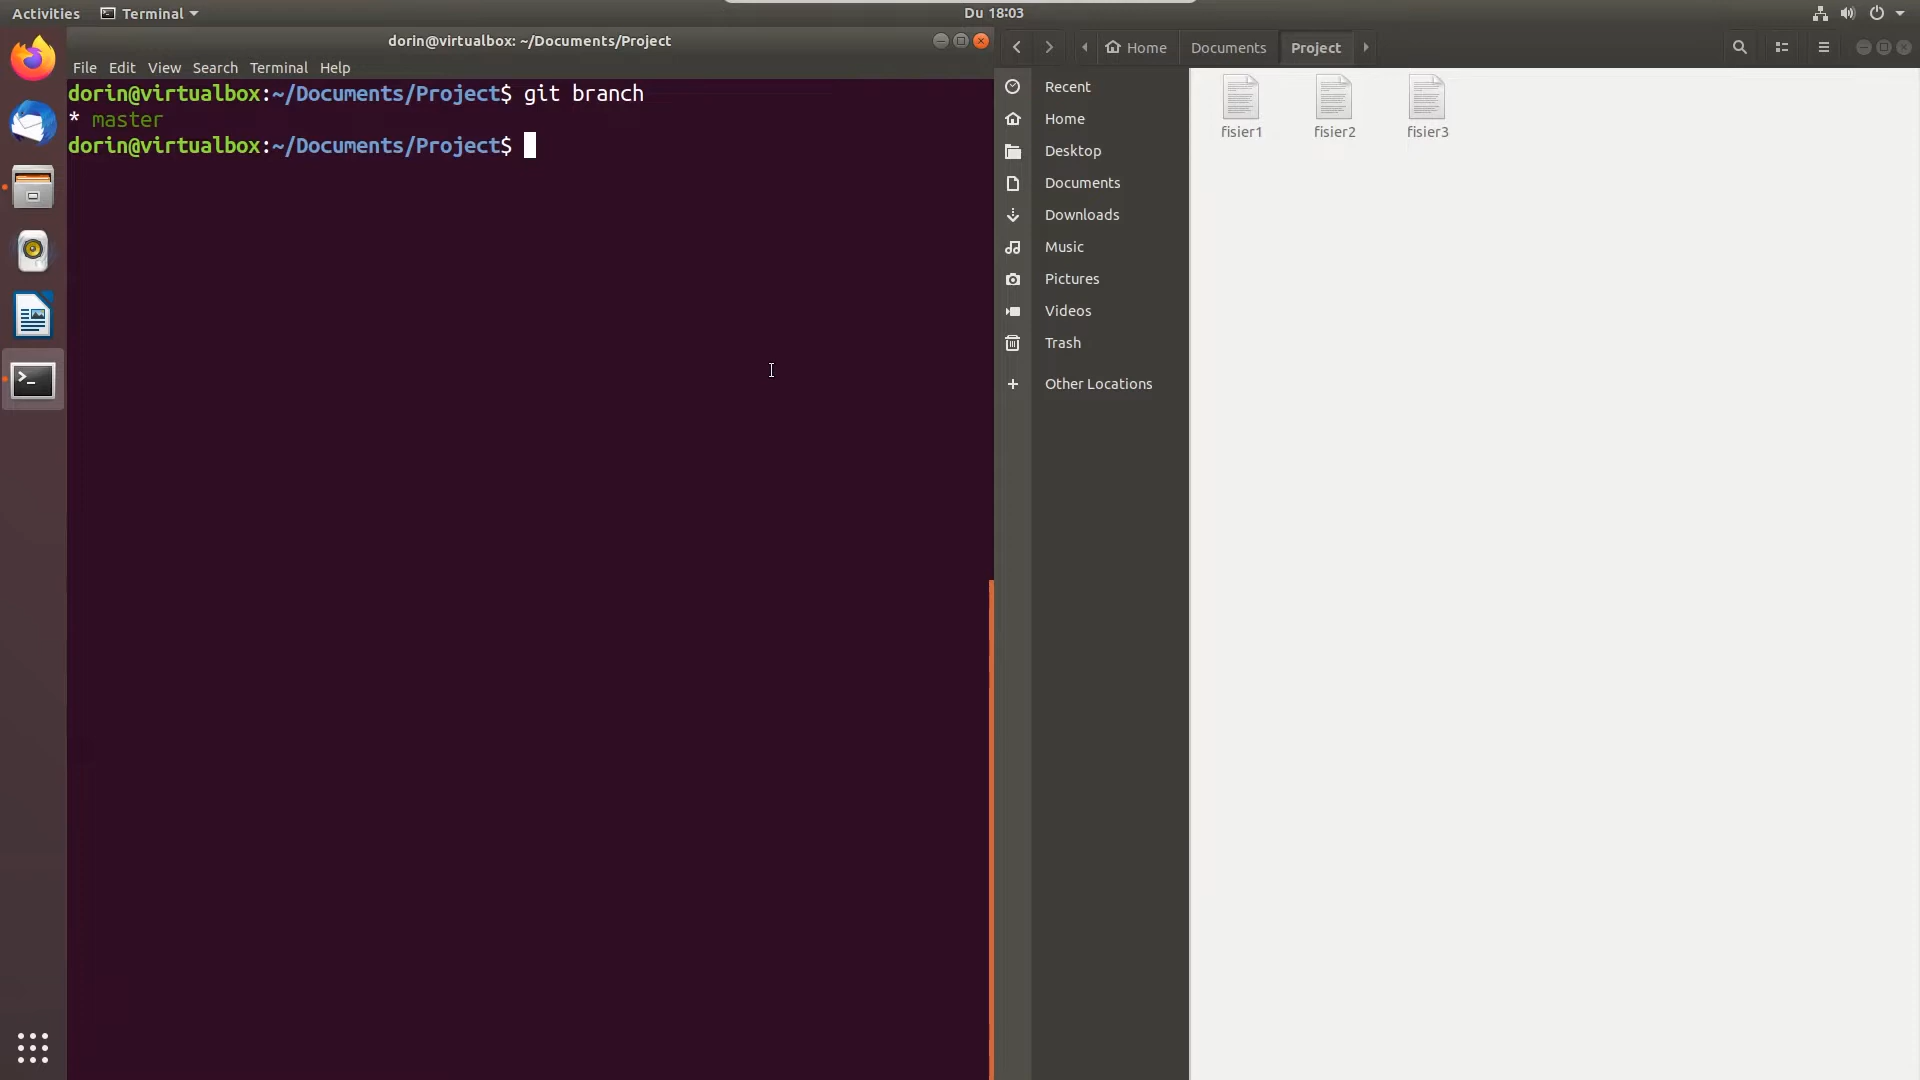 Activities Terminal Du 18:03
dorin@virtualbox: ~/Documents/Project
File Edit View Search Terminal Help
dorin@virtualbox:~/Documents/Project$ git branch
* master
dorin@virtualbox:~/Documents/Project$
Home Documents Project
Recent
Home
Desktop
Documents
Downloads
Music
Pictures
Videos
Trash
Other Locations
fisier1 fisier2 fisier3